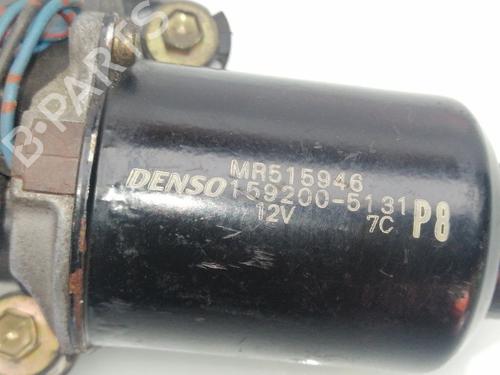 B-PARTS
MR515946
DENSO 159200-5131 P8
12V 7C